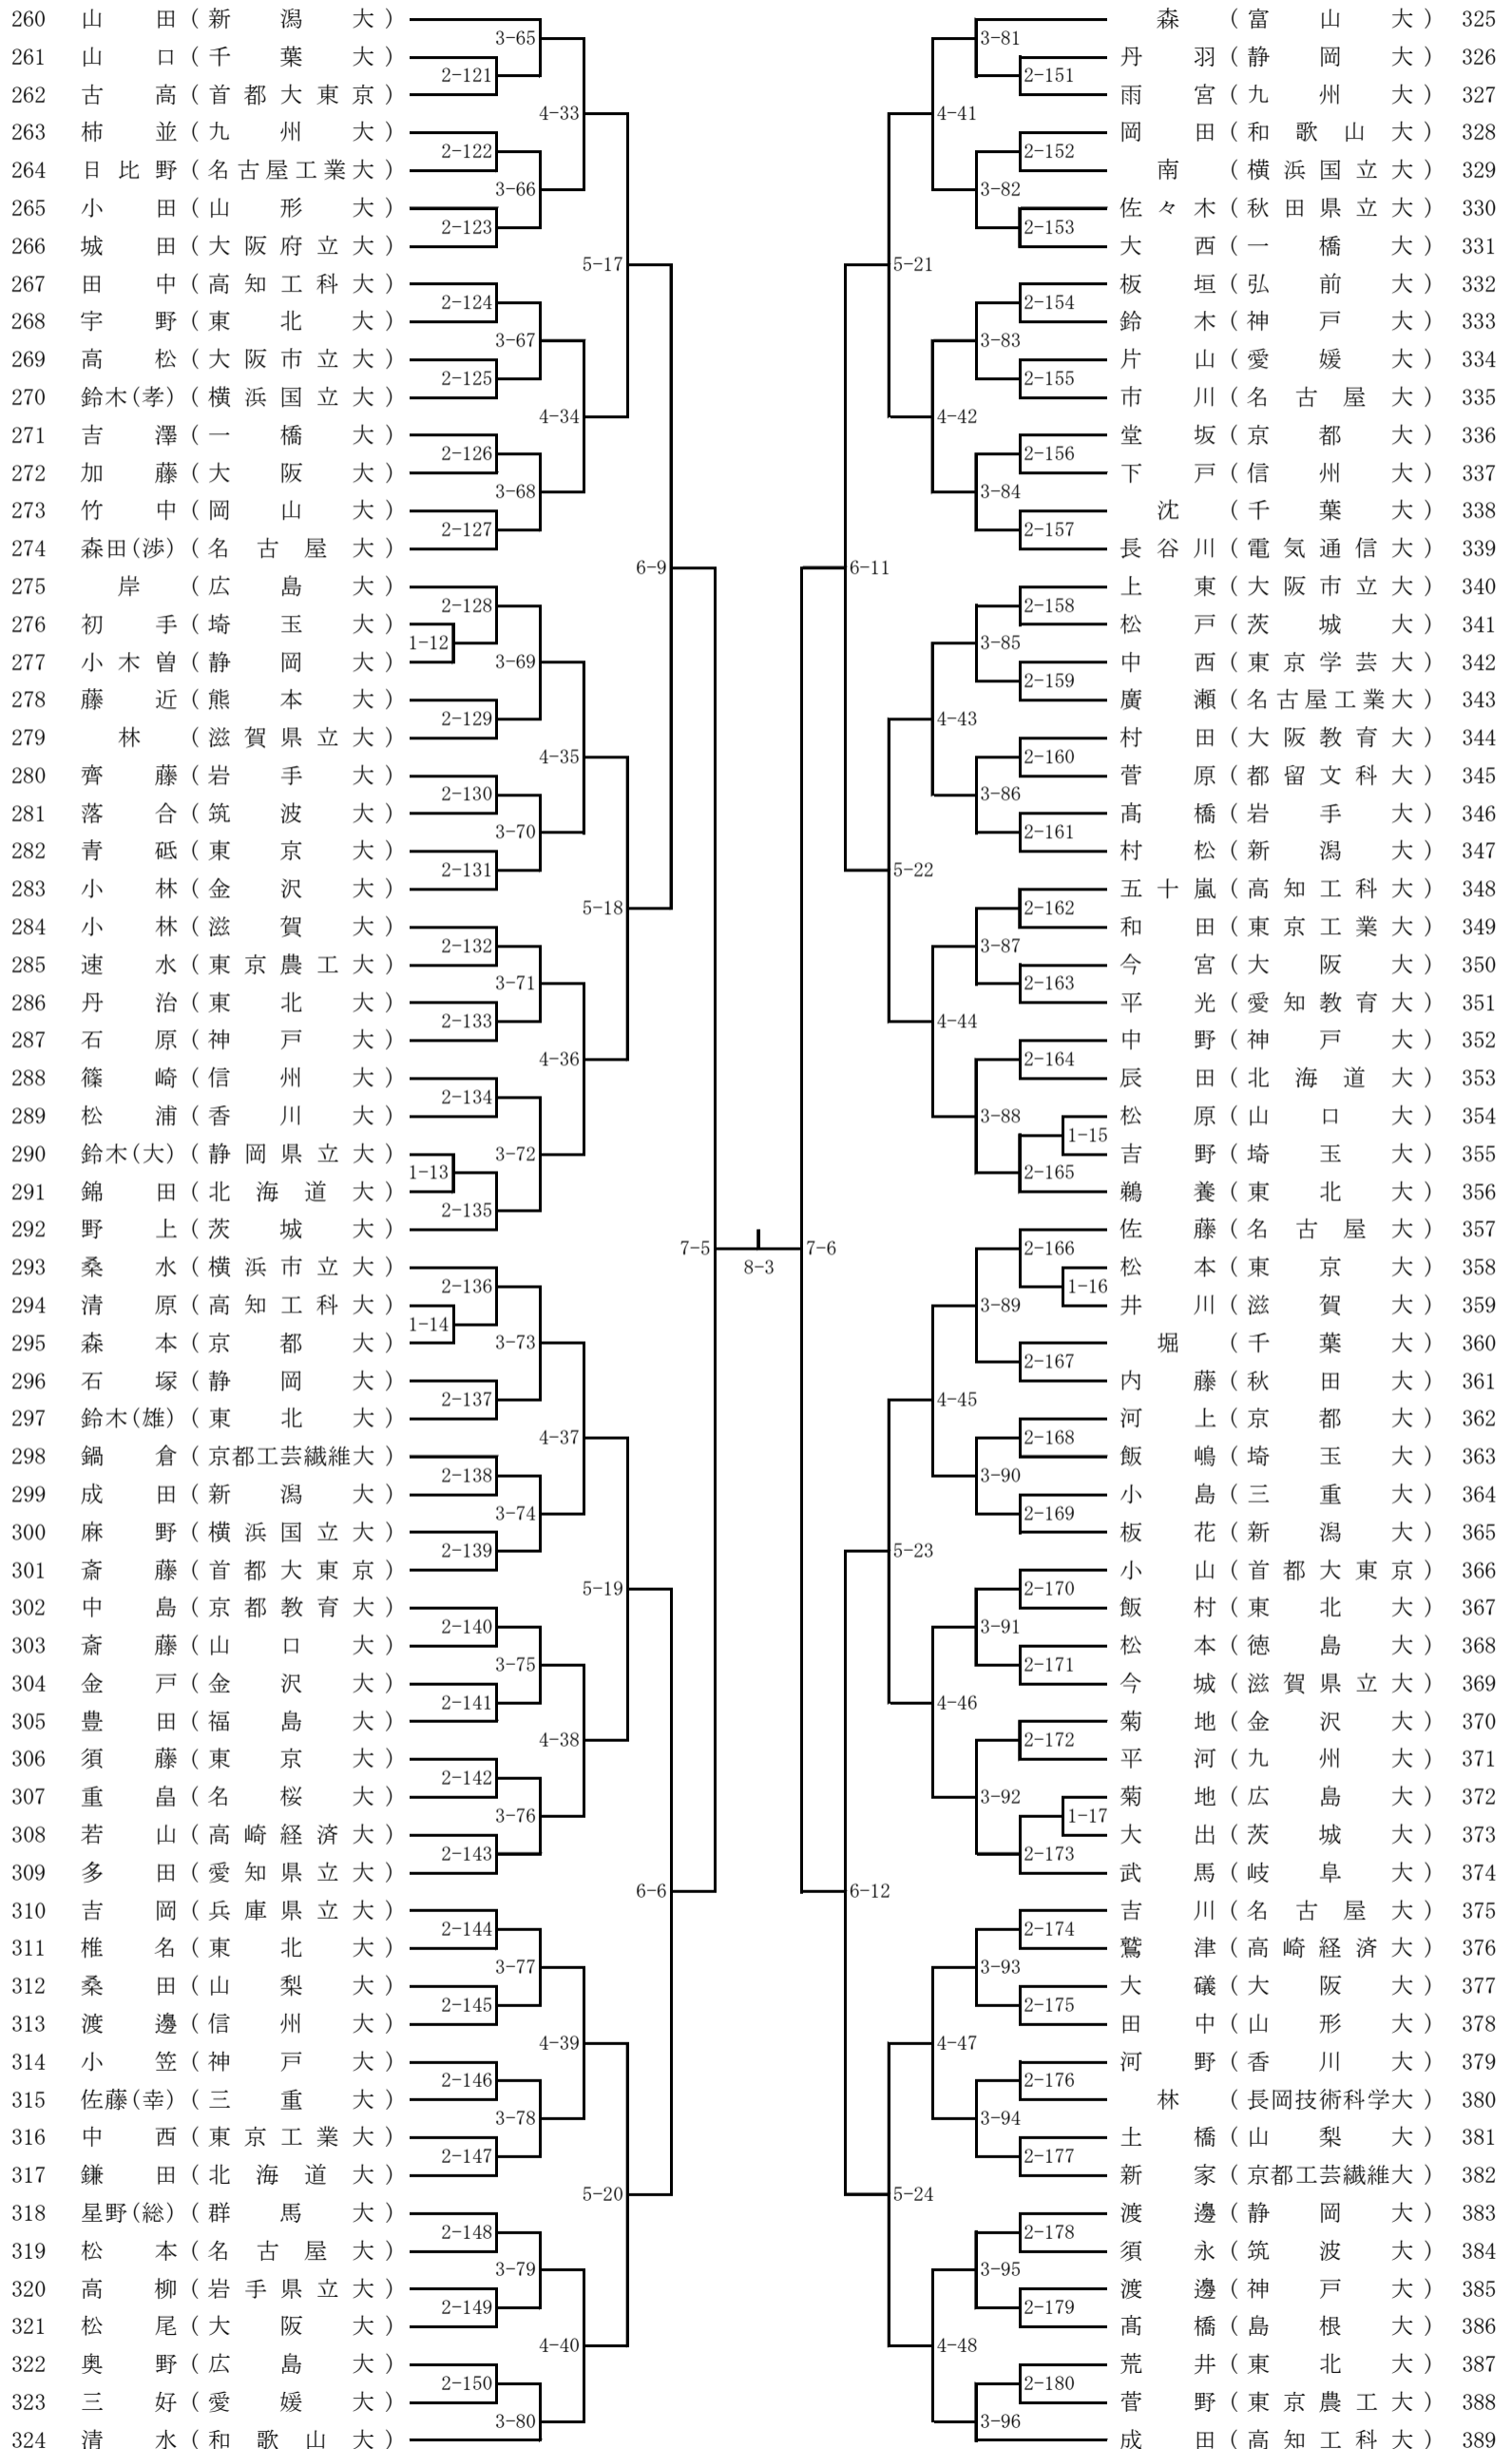 260 山田 (新潟大)
261 山口 (千葉大)
262 古高 (首都大東京)
263 柿並 (九州大)
264 日比野 (名古屋工業大)
265 小田 (山形大)
266 城田 (大阪府立大)
267 田中 (高知工科大)
268 宇野 (東北大)
269 高松 (大阪市立大)
270 鈴木(孝) (横浜国立大)
271 吉澤 (一橋大)
272 加藤 (大阪大)
273 竹中 (岡山大)
274 森田(渉) (名古屋大)
275 岸 (広島大)
276 初手 (埼玉大)
277 小木曽 (静岡大)
278 藤近 (熊本大)
279 林 (滋賀県立大)
280 齊藤 (岩手大)
281 落合 (筑波大)
282 青砥 (東京大)
283 小林 (金沢大)
284 小林 (滋賀大)
285 速水 (東京農工大)
286 丹治 (東北大)
287 石原 (神戸大)
288 篠崎 (信州大)
289 松浦 (香川大)
290 鈴木(大) (静岡県立大)
291 錦田 (北海道大)
292 野上 (茨城大)
293 桑水 (横浜市立大)
294 清原 (高知工科大)
295 森本 (京都大)
296 石塚 (静岡大)
297 鈴木(雄) (東北大)
298 鍋倉 (京都工芸繊維大)
299 成田 (新潟大)
300 麻野 (横浜国立大)
301 斎藤 (首都大東京)
302 中島 (京都教育大)
303 斎藤 (山口大)
304 金戸 (金沢大)
305 豊田 (福島大)
306 須藤 (東京大)
307 重畠 (名桜大)
308 若山 (高崎経済大)
309 多田 (愛知県立大)
310 吉岡 (兵庫県立大)
311 椎名 (東北大)
312 桑田 (山梨大)
313 渡邊 (信州大)
314 小笠 (神戸大)
315 佐藤(幸) (三重大)
316 中西 (東京工業大)
317 鎌田 (北海道大)
318 星野(総) (群馬大)
319 松本 (名古屋大)
320 高柳 (岩手県立大)
321 松尾 (大阪大)
322 奥野 (広島大)
323 三好 (愛媛大)
324 清水 (和歌山大)
1-12
1-13
1-14
2-121
2-122
2-123
2-124
2-125
2-126
2-127
2-128
2-129
2-130
2-131
2-132
2-133
2-134
2-135
2-136
2-137
2-138
2-139
2-140
2-141
2-142
2-143
2-144
2-145
2-146
2-147
2-148
2-149
2-150
3-65
3-66
3-67
3-68
3-69
3-70
3-71
3-72
3-73
3-74
3-75
3-76
3-77
3-78
3-79
3-80
4-33
4-34
4-35
4-36
4-37
4-38
4-39
4-40
5-17
5-18
5-19
5-20
6-9
6-6
7-5
8-3
7-6
6-11
6-12
5-21
5-22
5-23
5-24
4-41
4-42
4-43
4-44
4-45
4-46
4-47
4-48
3-81
3-82
3-83
3-84
3-85
3-86
3-87
3-88
3-89
3-90
3-91
3-92
3-93
3-94
3-95
3-96
2-151
2-152
2-153
2-154
2-155
2-156
2-157
2-158
2-159
2-160
2-161
2-162
2-163
2-164
2-165
2-166
2-167
2-168
2-169
2-170
2-171
2-172
2-173
2-174
2-175
2-176
2-177
2-178
2-179
2-180
1-15
1-16
1-17
森 (富山大) 325
丹羽 (静岡大) 326
雨宮 (九州大) 327
岡田 (和歌山大) 328
南 (横浜国立大) 329
佐々木 (秋田県立大) 330
大西 (一橋大) 331
板垣 (弘前大) 332
鈴木 (神戸大) 333
片山 (愛媛大) 334
市川 (名古屋大) 335
堂坂 (京都大) 336
下戸 (信州大) 337
沈 (千葉大) 338
長谷川 (電気通信大) 339
上東 (大阪市立大) 340
松戸 (茨城大) 341
中西 (東京学芸大) 342
廣瀬 (名古屋工業大) 343
村田 (大阪教育大) 344
菅原 (都留文科大) 345
髙橋 (岩手大) 346
村松 (新潟大) 347
五十嵐 (高知工科大) 348
和田 (東京工業大) 349
今宮 (大阪大) 350
平光 (愛知教育大) 351
中野 (神戸大) 352
辰田 (北海道大) 353
松原 (山口大) 354
吉野 (埼玉大) 355
鵜養 (東北大) 356
佐藤 (名古屋大) 357
松本 (東京大) 358
井川 (滋賀大) 359
堀 (千葉大) 360
内藤 (秋田大) 361
河上 (京都大) 362
飯嶋 (埼玉大) 363
小島 (三重大) 364
板花 (新潟大) 365
小山 (首都大東京) 366
飯村 (東北大) 367
松本 (徳島大) 368
今城 (滋賀県立大) 369
菊地 (金沢大) 370
平河 (九州大) 371
菊地 (広島大) 372
大出 (茨城大) 373
武馬 (岐阜大) 374
吉川 (名古屋大) 375
鷲津 (高崎経済大) 376
大礒 (大阪大) 377
田中 (山形大) 378
河野 (香川大) 379
林 (長岡技術科学大) 380
土橋 (山梨大) 381
新家 (京都工芸繊維大) 382
渡邊 (静岡大) 383
須永 (筑波大) 384
渡邊 (神戸大) 385
髙橋 (島根大) 386
荒井 (東北大) 387
菅野 (東京農工大) 388
成田 (高知工科大) 389